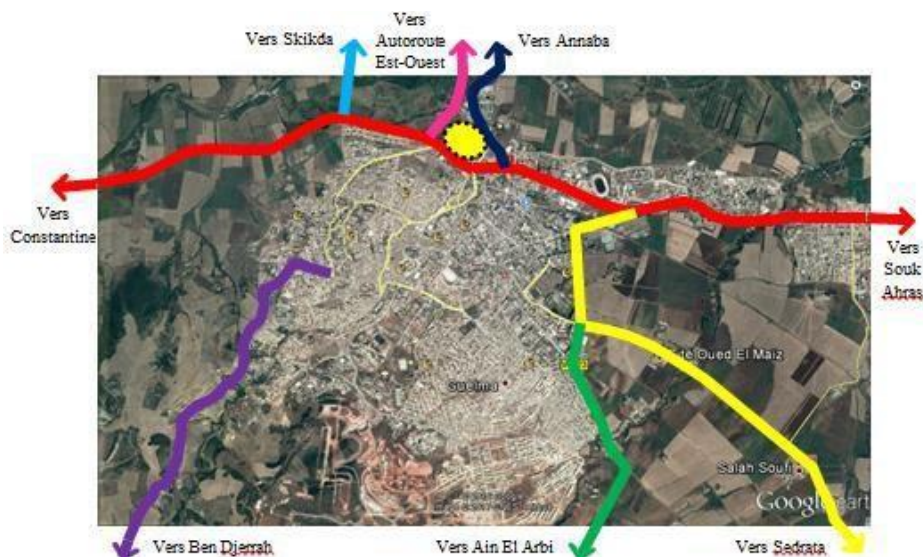 Vers
Autoroute
Est-Ouest
Vers Skikda
Vers Annaba
Vers
Constantine
Vers
Souk
Ahras
Oued El Maiz
Guelma
Salah Soufi
Google earth
Vers Ben Djerrah
Vers Ain El Arbi
Vers Sedrata